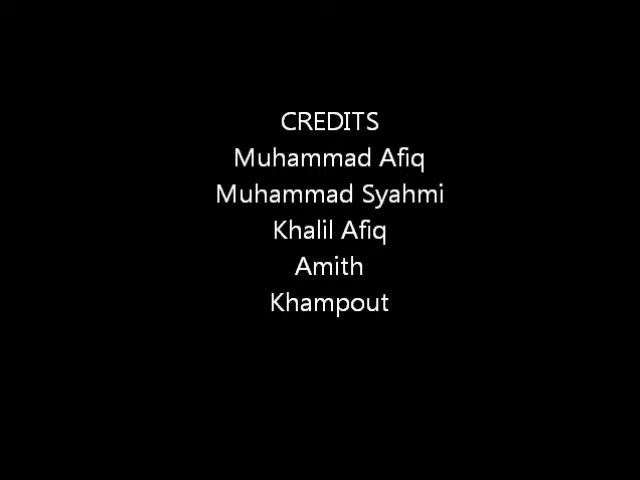 CREDITS
Muhammad Afiq
Muhammad Syahmi
Khalil Afiq
Amith
Khampout